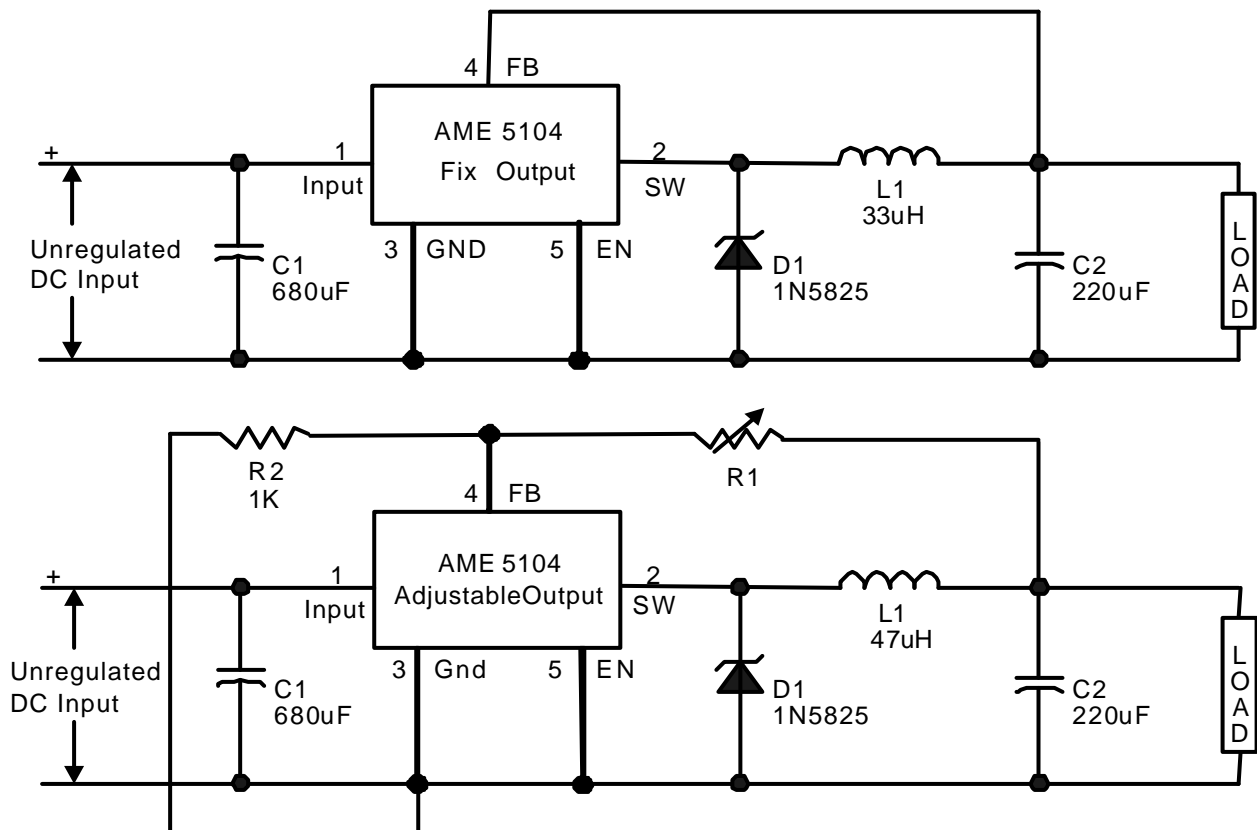 4 FB
AME 5104
Fix Output
+
1
Input
2
SW
L1
33uH
3 GND
5 EN
Unregulated
DC Input
C1
680uF
D1
1N5825
C2
220uF
LOAD
R2
1K
R1
4 FB
AME 5104
AdjustableOutput
+
1
Input
2
SW
L1
47uH
3 Gnd
5 EN
Unregulated
DC Input
C1
680uF
D1
1N5825
C2
220uF
LOAD